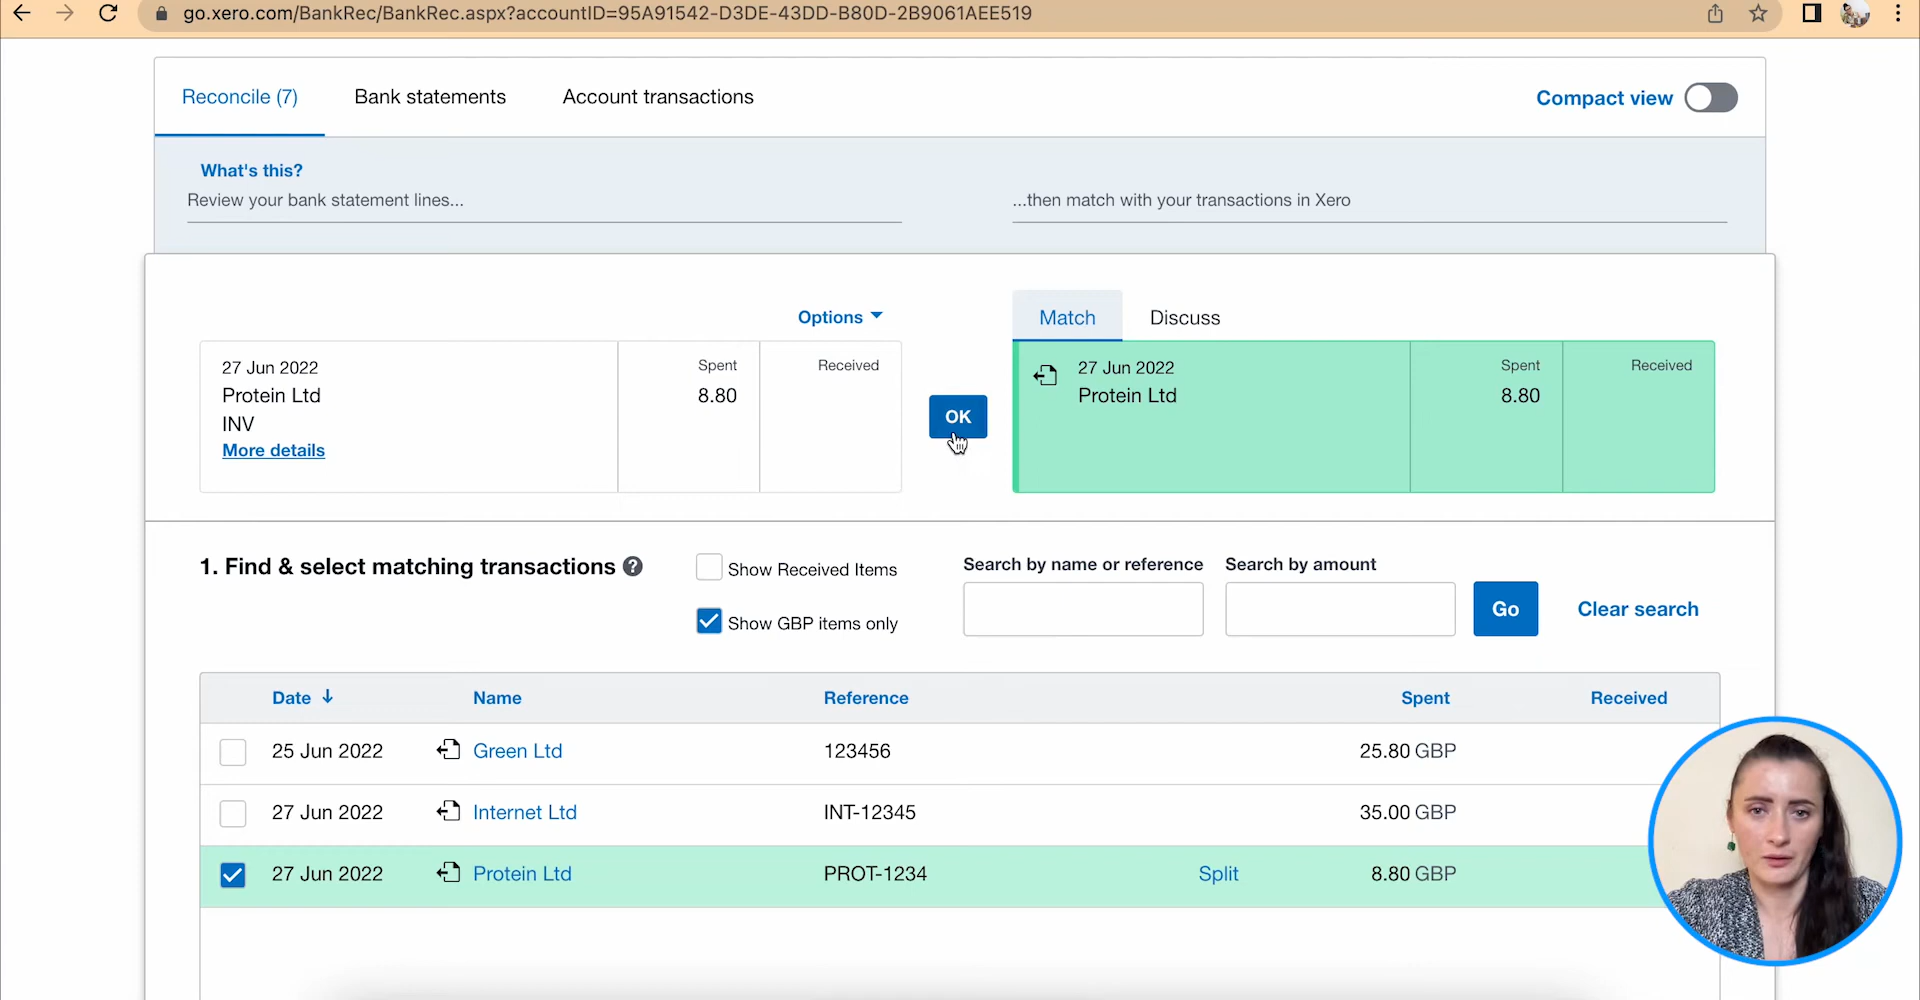 go.xero.com/BankRec/BankRec.aspx?accountID=95A91542-D3DE-43DD-B80D-2B9061AEE519
Reconcile (7) Bank statements Account transactions Compact view
What's this?
Review your bank statement lines... ...then match with your transactions in Xero
Options Match Discuss
27 Jun 2022 Spent Received 27 Jun 2022 Spent Received
Protein Ltd 8.80 OK Protein Ltd 8.80
INV
More details
1. Find & select matching transactions ? Show Received Items Search by name or reference Search by amount
Show GBP items only Go Clear search
Date Name Reference Spent Received
25 Jun 2022 Green Ltd 123456 25.80 GBP
27 Jun 2022 Internet Ltd INT-12345 35.00 GBP
27 Jun 2022 Protein Ltd PROT-1234 Split 8.80 GBP